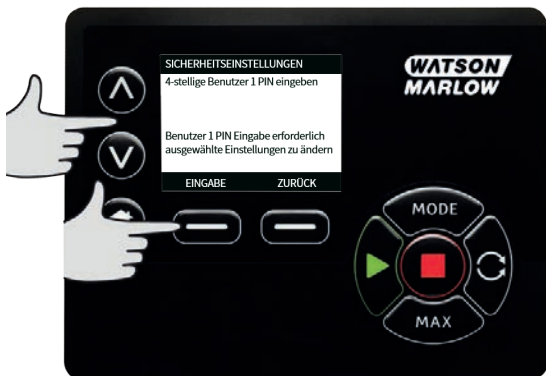 SICHERHEITSEINSTELLUNGEN
4-stellige Benutzer 1 PIN eingeben
Benutzer 1 PIN Eingabe erforderlich
ausgewählte Einstellungen zu ändern
EINGABE ZURÜCK
WATSON
MARLOW
MODE
MAX